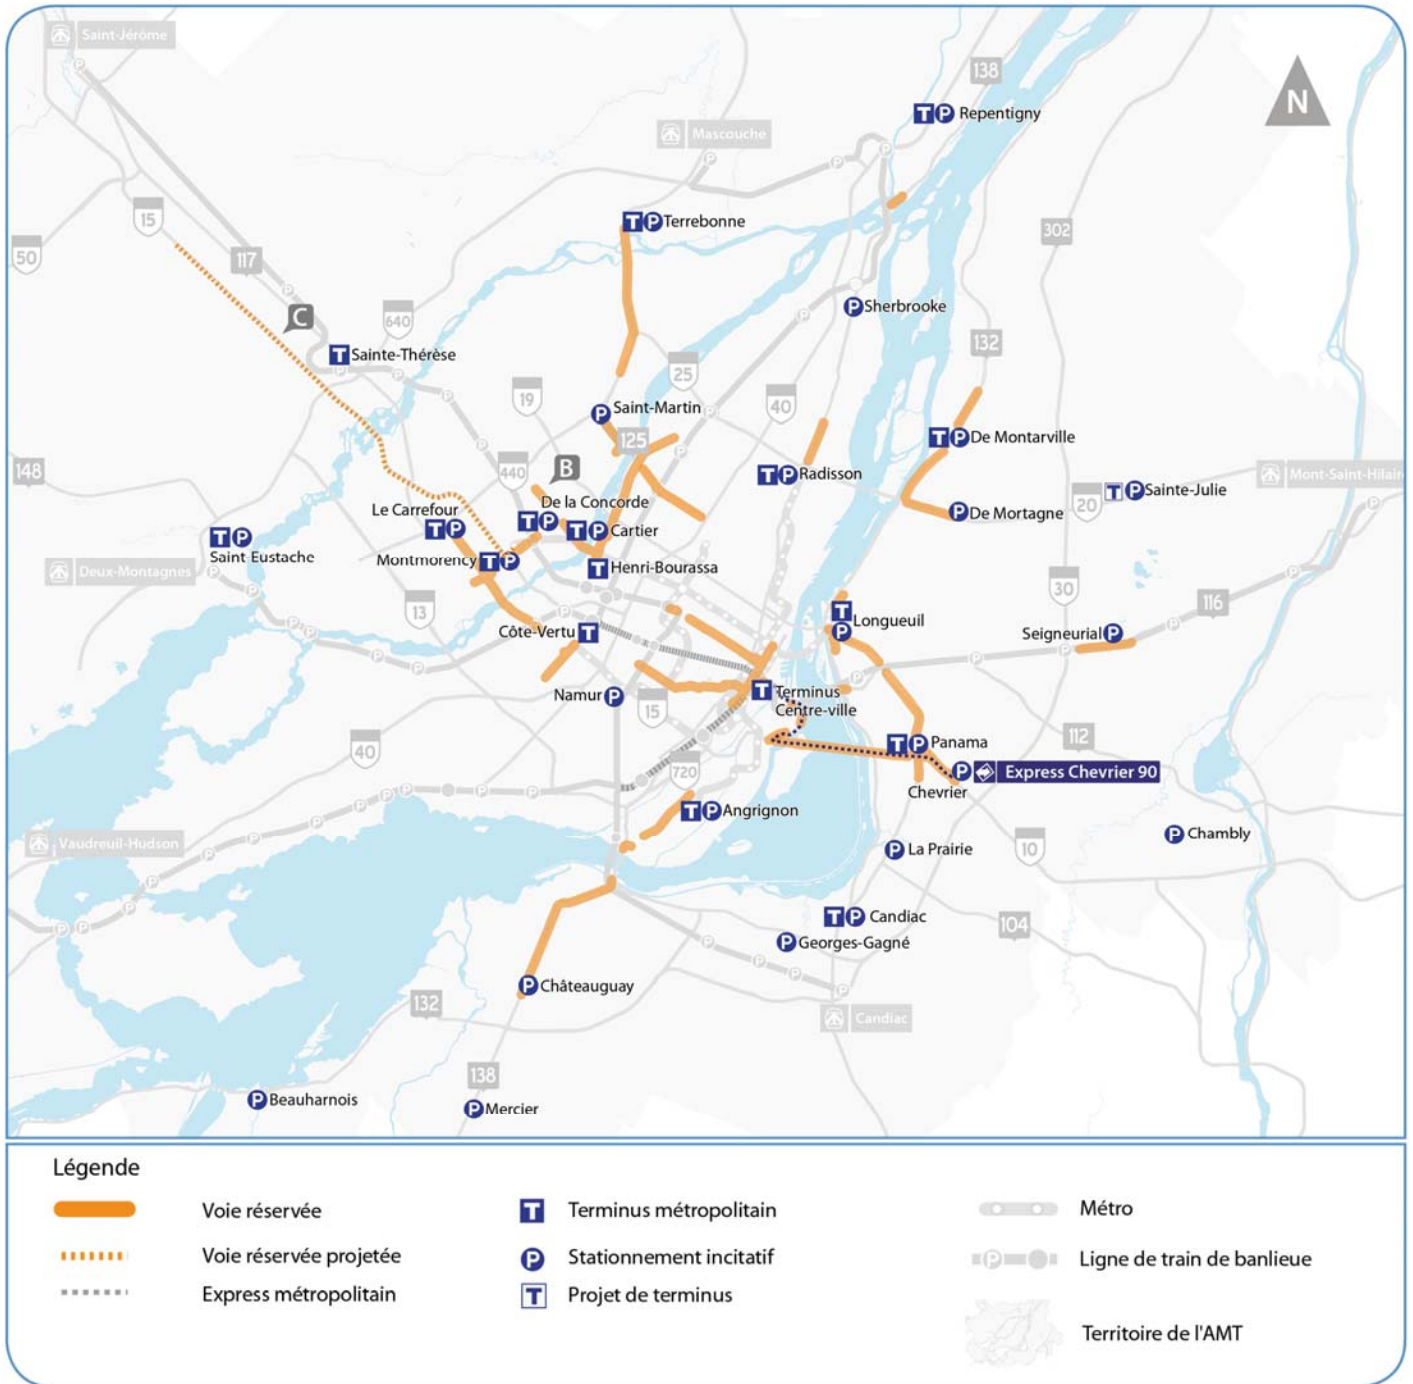 Saint-Jérôme
138
N
Repentigny
Mascouche
15
Terrebonne
302
50
117
Sherbrooke
C
640
132
Sainte-Thérèse
25
19
40
Saint-Martin
125
De Montarville
148
B
440
Radisson
Mont-Saint-Hilaire
Sainte-Julie
20
De la Concorde
Le Carrefour
De Mortagne
Cartier
Saint-Eustache
Montmorency
Henri-Bourassa
Deux-Montagnes
30
116
13
Longueuil
Côte-Vertu
Seigneurial
Terminus
Centre-ville
Namur
15
40
Panama
112
720
Express Chevrier 90
Chevrier
Angrignon
Chambly
Vaudreuil-Hudson
La Prairie
10
Candiac
104
Georges-Gagné
Châteauguay
132
Candiac
138
Beauharnois
Mercier
Légende
Voie réservée
T Terminus métropolitain
Métro
Voie réservée projetée
P Stationnement incitatif
P Ligne de train de banlieue
Express métropolitain
T Projet de terminus
Territoire de l'AMT